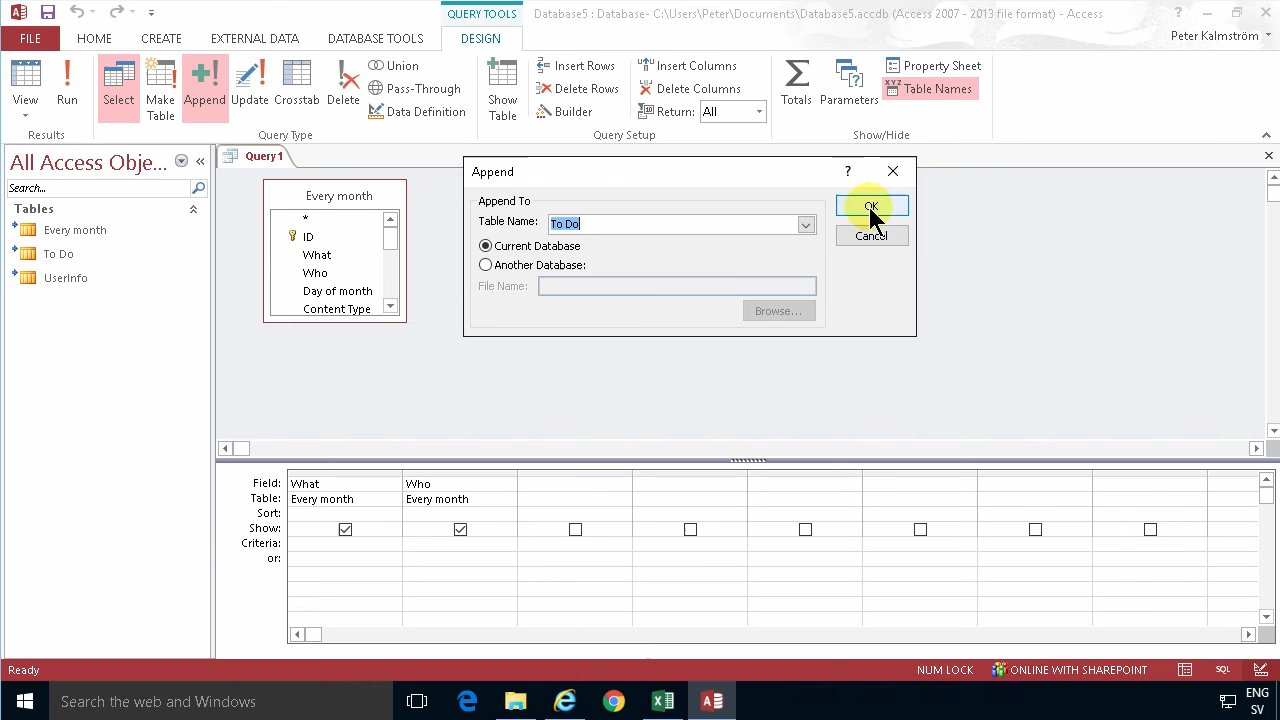 QUERY TOOLS
Database5 : Database- C:\Users\
\Documents\Database5.accdb (Access 2007 - 2013 file format) - Access
FILE
HOME
CREATE
EXTERNAL DATA
DATABASE TOOLS
DESIGN
Peter Kalmström
View
Run
Select
Make
Table
Append
Update
Crosstab
Delete
Union
Pass-Through
Data Definition
Show
Table
Insert Rows
Delete Rows
Builder
Insert Columns
Delete Columns
Return: All
Totals
Parameters
Property Sheet
XYZ
Table Names
Results
Query Type
Query Setup
Show/Hide
All Access Obje...
Search...
Tables
Every month
To Do
UserInfo
Query1
Every month
*
ID
What
Who
Day of month
Content Type
Append
?
Append To
Table Name: To Do
Current Database
Another Database:
File Name:
Browse...
OK
Cancel
Field: What Who
Table: Every month Every month
Sort:
Show:
Criteria:
or:
Ready
NUM LOCK
ONLINE WITH SHAREPOINT
SQL
Search the web and Windows
ENG
SV